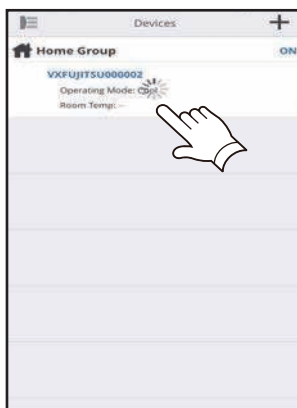 Devices
Home Group ON
VXFUJITSU000002
Operating Mode: Cool
Room Temp: --